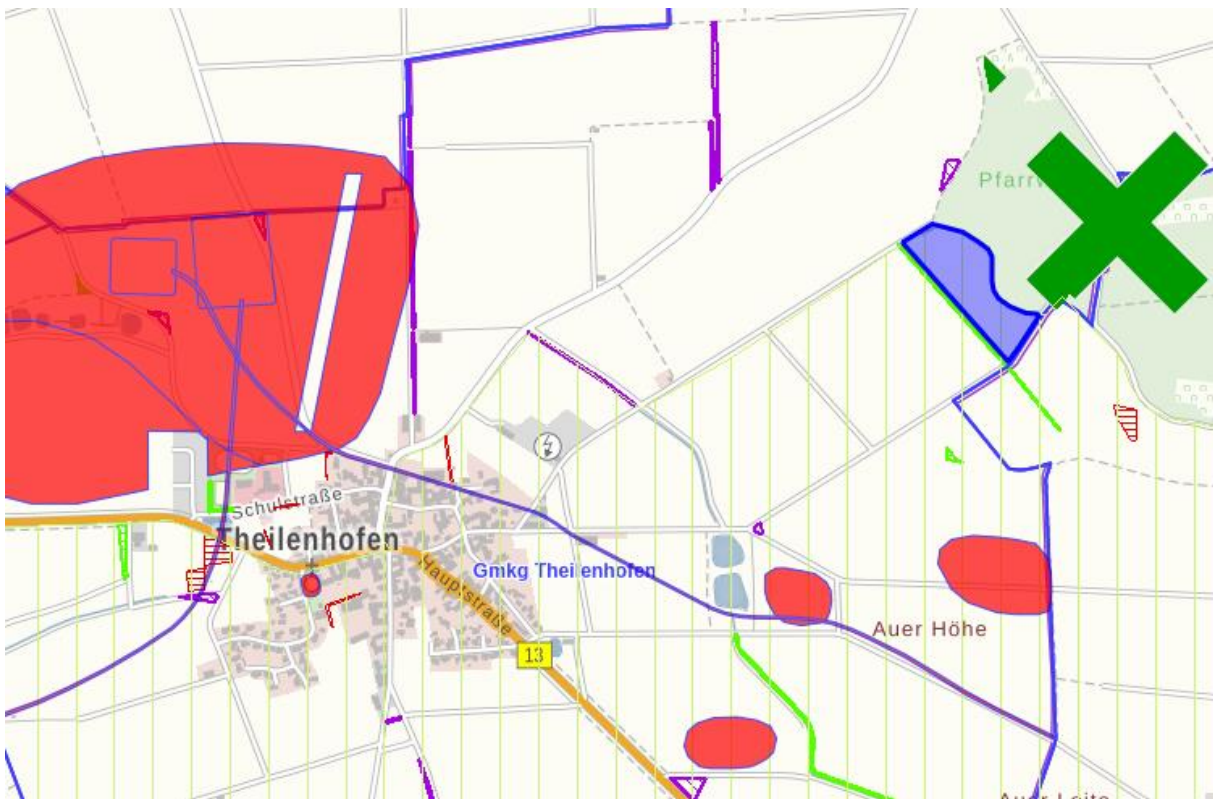 Schulstraße
Theilenhofen
Gmkg Theilenhofen
Hauptstraße
13
Auer Höhe